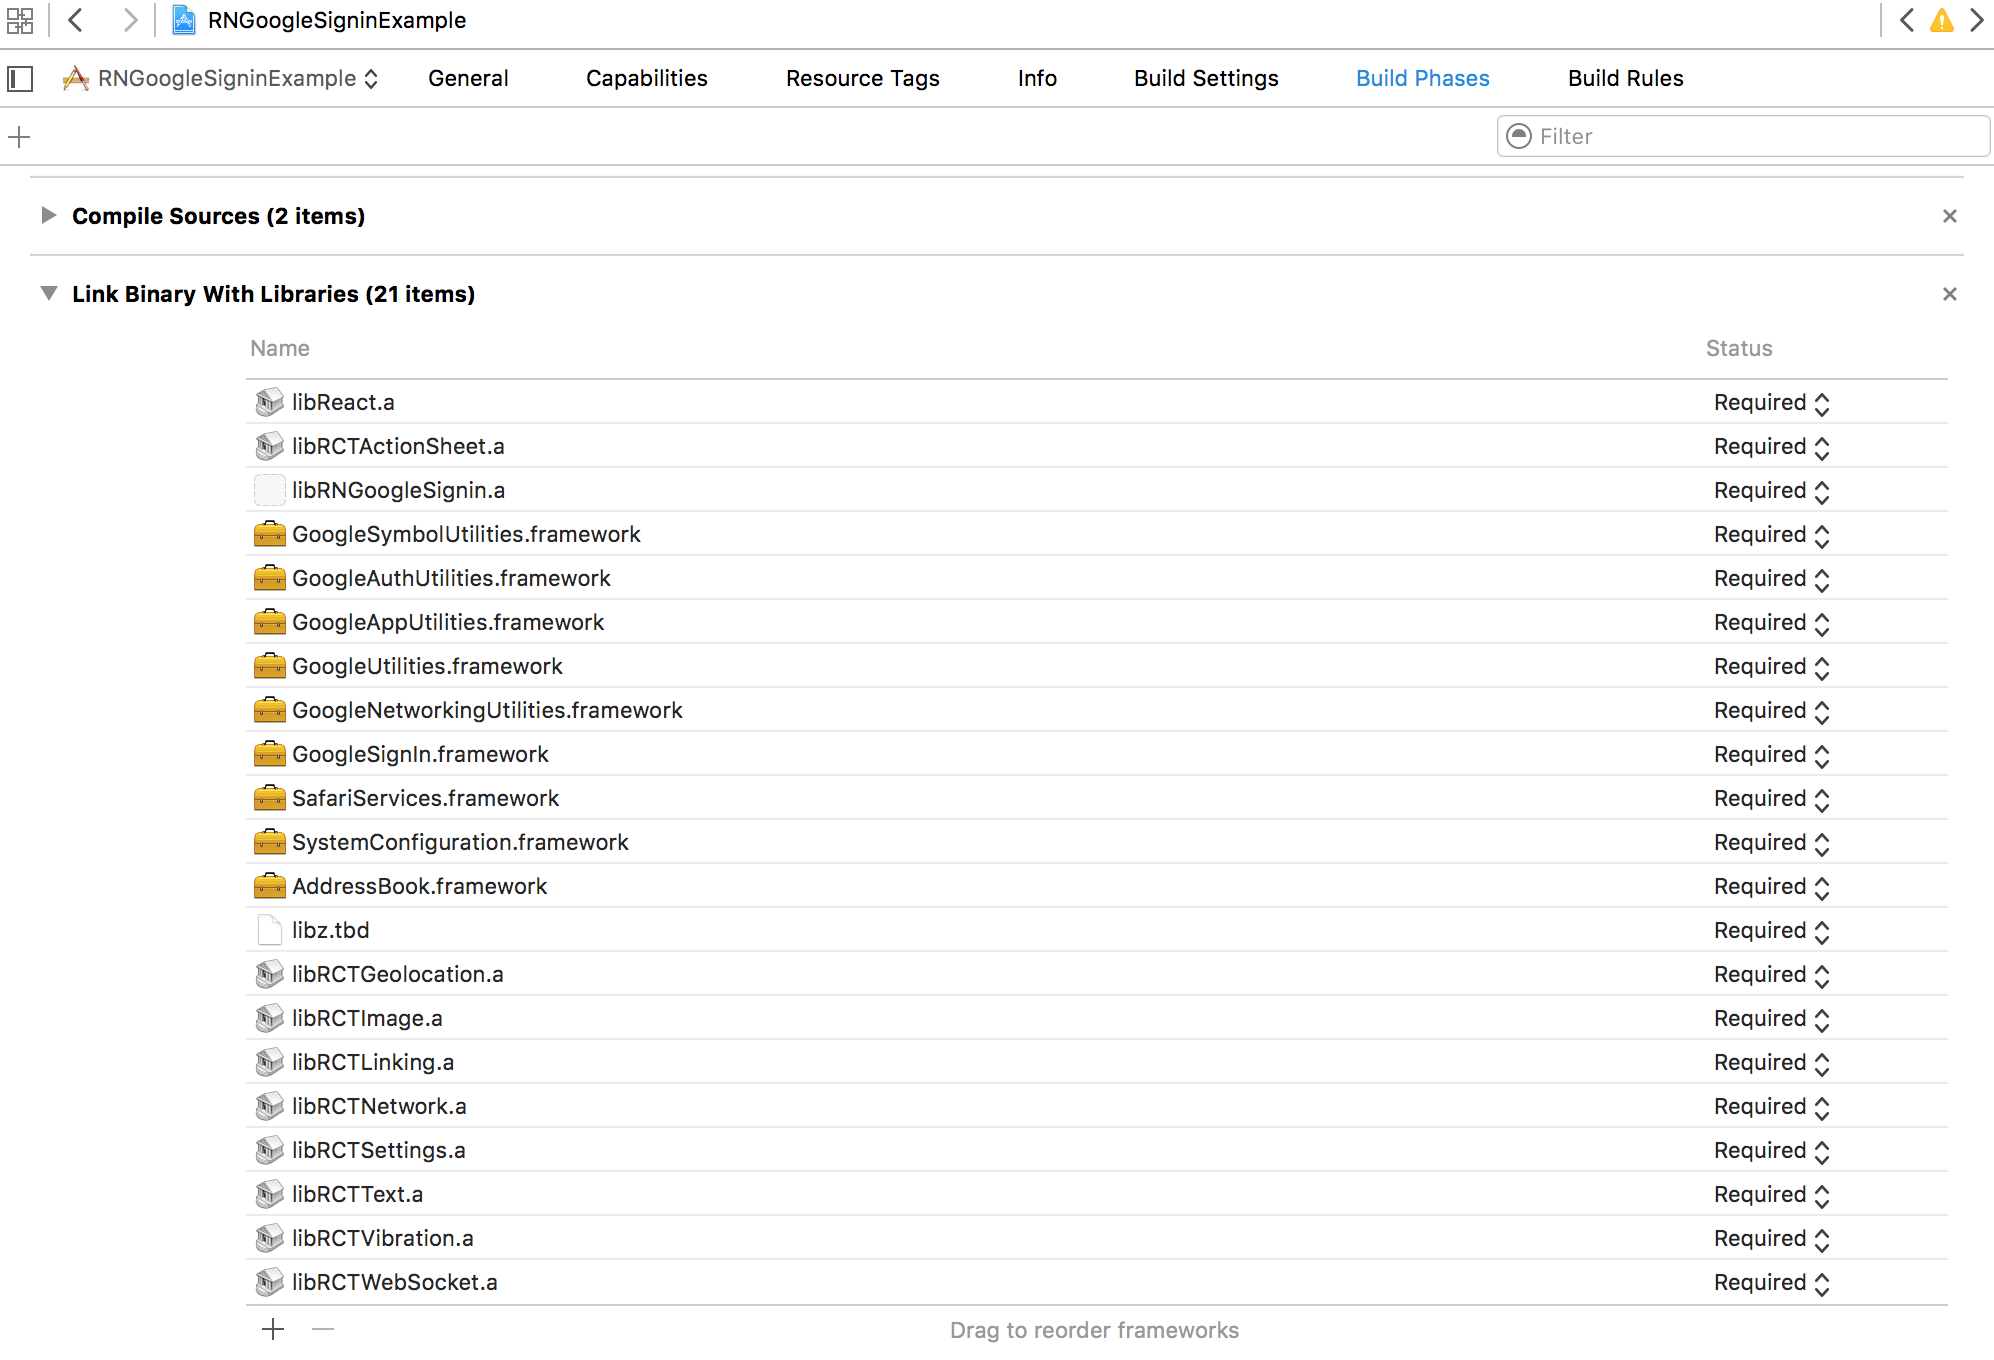 RNGoogleSigninExample
RNGoogleSigninExample General Capabilities Resource Tags Info Build Settings Build Phases Build Rules
Filter
Compile Sources (2 items)
Link Binary With Libraries (21 items)
Name Status
libReact.a Required
libRCTActionSheet.a Required
libRNGoogleSignin.a Required
GoogleSymbolUtilities.framework Required
GoogleAuthUtilities.framework Required
GoogleAppUtilities.framework Required
GoogleUtilities.framework Required
GoogleNetworkingUtilities.framework Required
GoogleSignIn.framework Required
SafariServices.framework Required
SystemConfiguration.framework Required
AddressBook.framework Required
libz.tbd Required
libRCTGeolocation.a Required
libRCTImage.a Required
libRCTLinking.a Required
libRCTNetwork.a Required
libRCTSettings.a Required
libRCTText.a Required
libRCTVibration.a Required
libRCTWebSocket.a Required
Drag to reorder frameworks